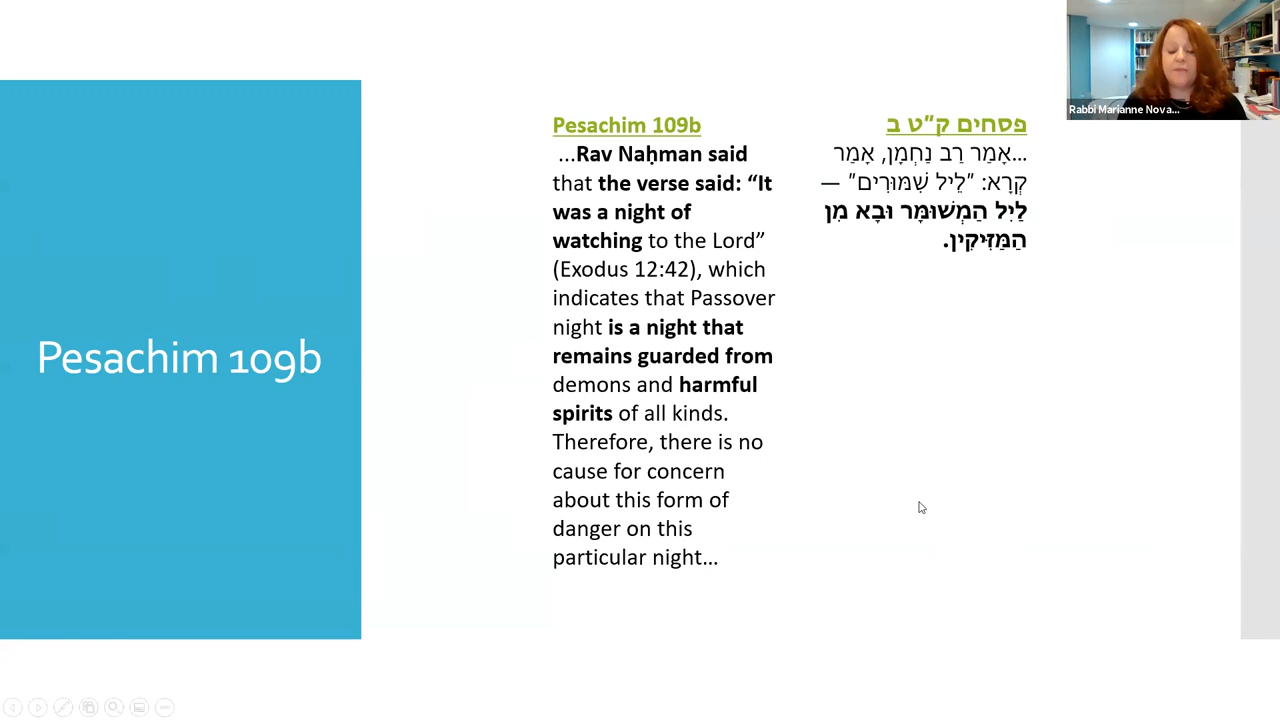 Pesachim 109b
Pesachim 109b
...Rav Naḥman said
that the verse said: “It
was a night of
watching to the Lord”
(Exodus 12:42), which
indicates that Passover
night is a night that
remains guarded from
demons and harmful
spirits of all kinds.
Therefore, there is no
cause for concern
about this form of
danger on this
particular night…
פסחים ק״ט ב
...אָמַר רַב נַחְמָן, אָמַר
קְרָא: ״לֵיל שִׁמּוּרִים״ —
לַיִל הַמְשׁוּמָּר וּבָא מִן
הַמַּזִּיקִין.
Rabbi Marianne Nova...